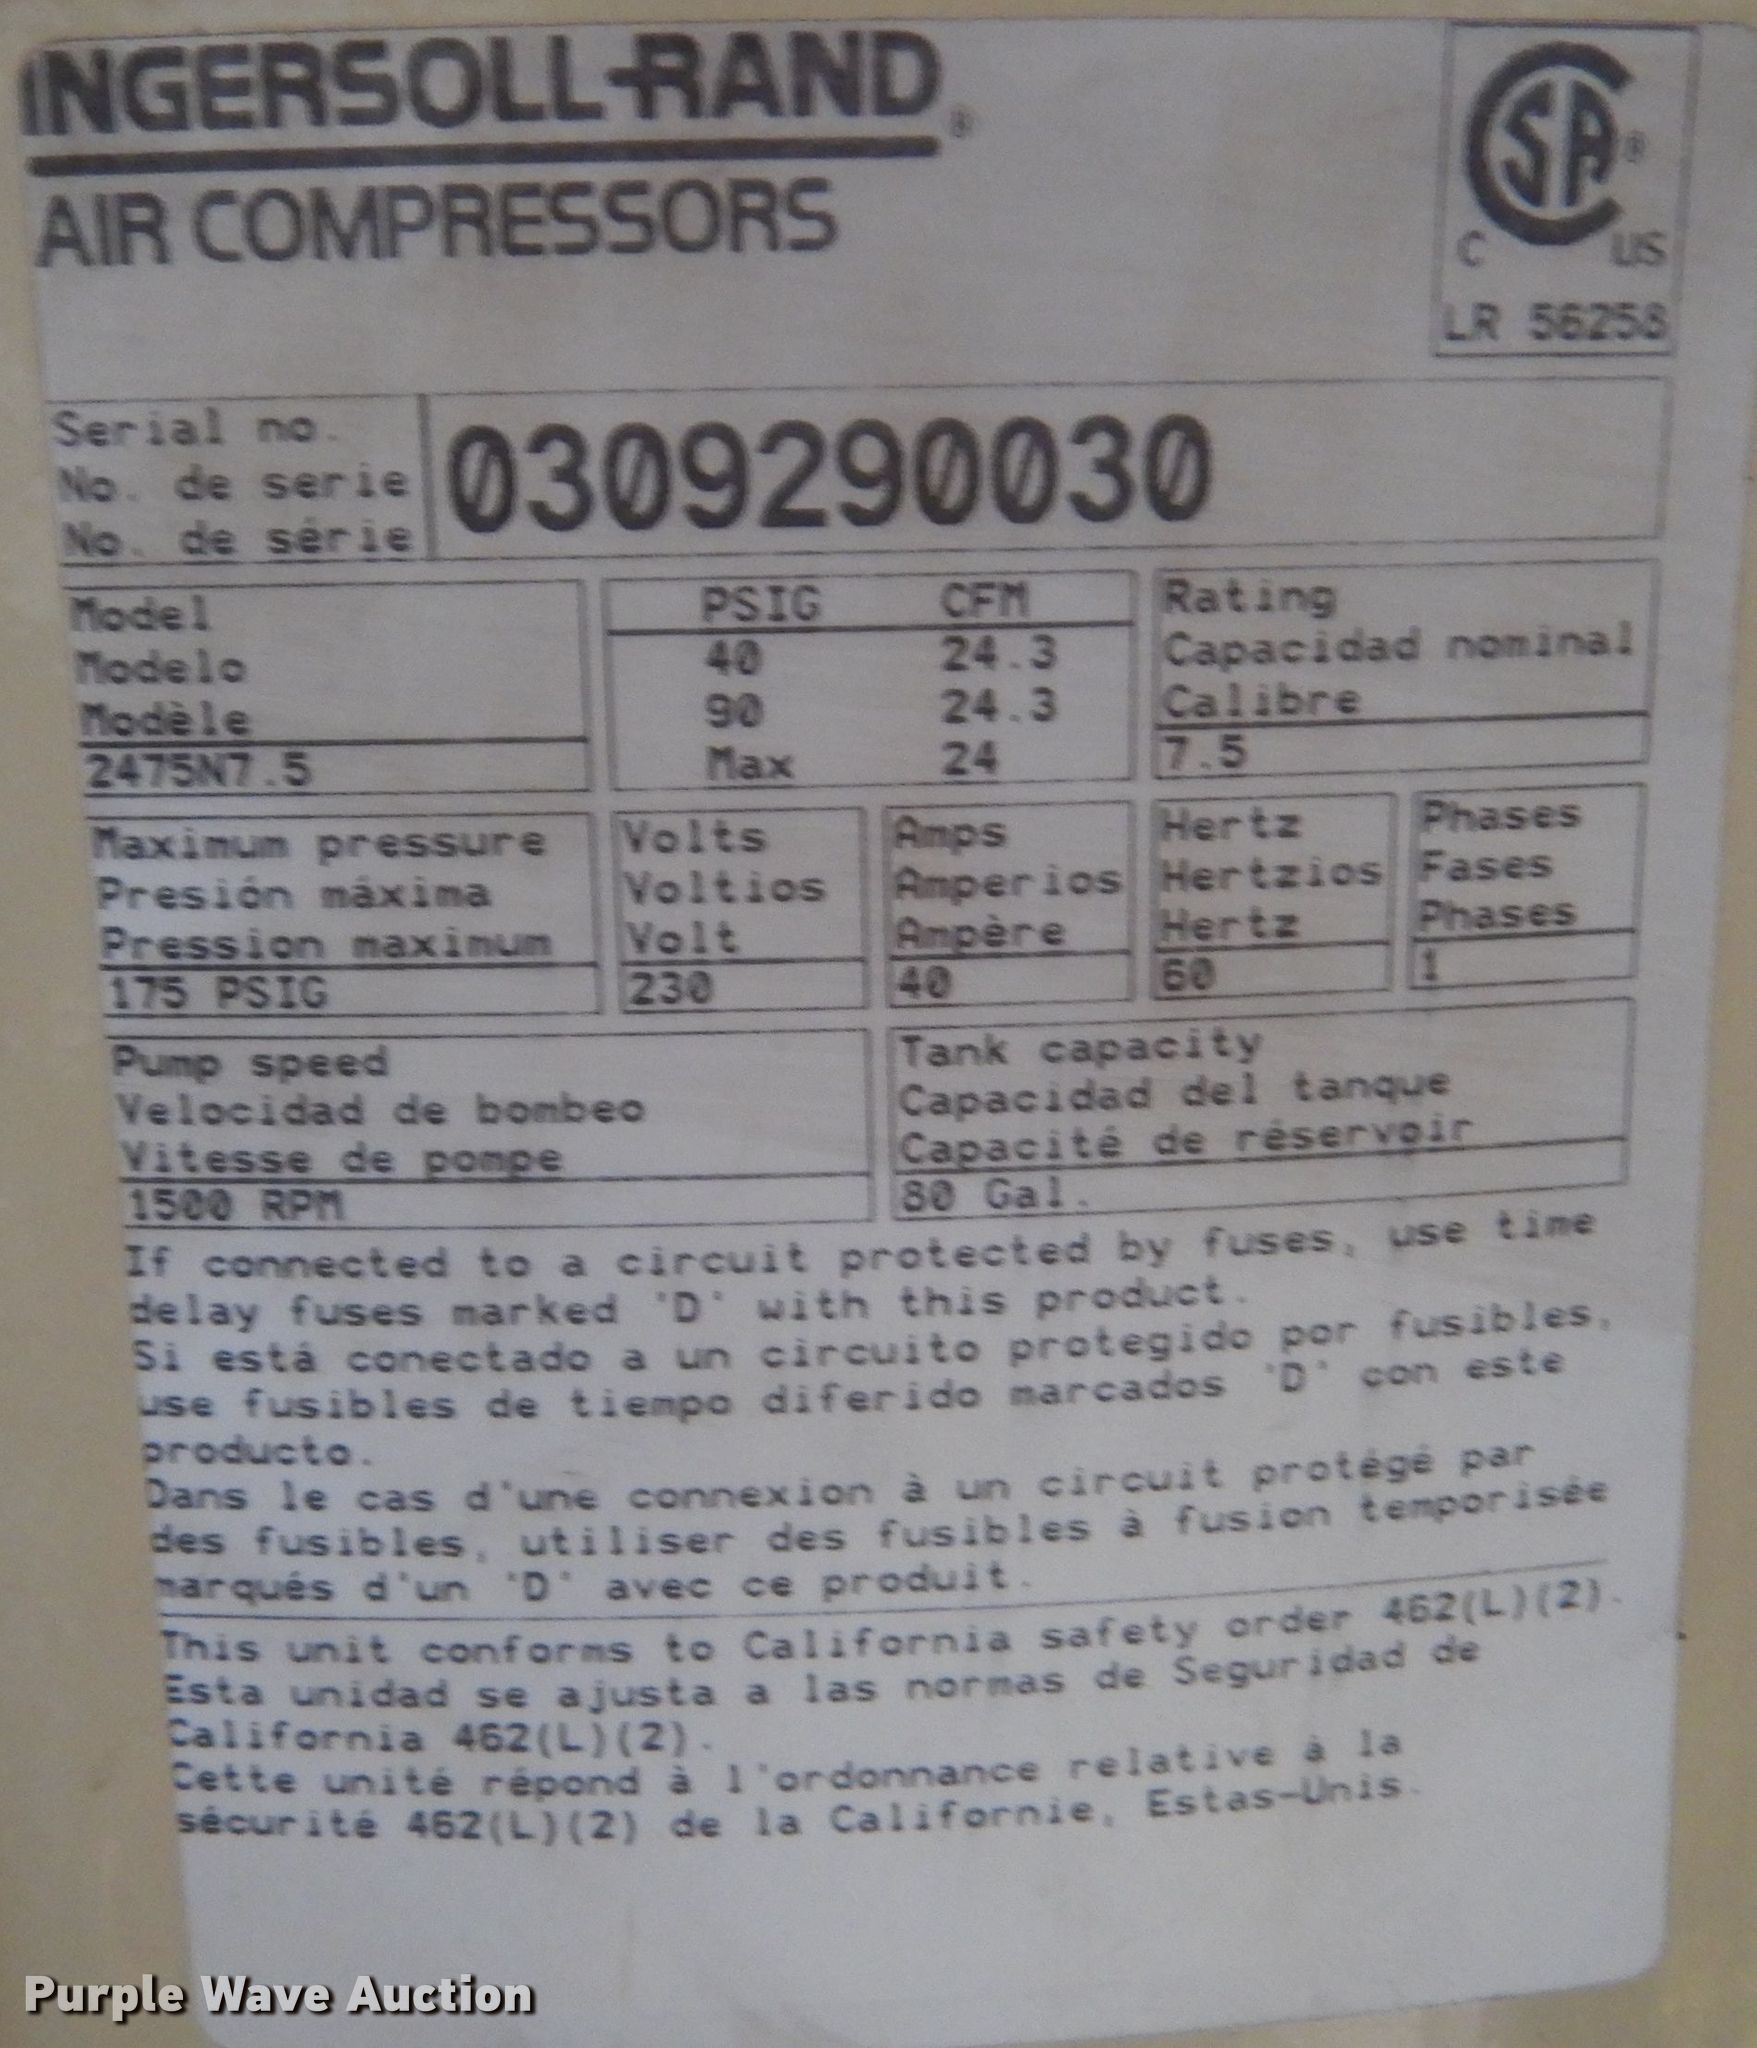 INGERSOLL-RAND®
AIR COMPRESSORS
CSA®
C US
LR 56258
Serial no.
No. de serie
No. de série
0309290030
Model
Modelo
Modèle
2475N7.5
PSIG CFM
40 24.3
90 24.3
Max 24
Rating
Capacidad nominal
Calibre
7.5
Maximum pressure
Presión máxima
Pression maximum
175 PSIG
Volts
Voltios
Volt
230
Amps
Amperios
Ampère
40
Hertz
Hertzios
Hertz
60
Phases
Fases
Phases
1
Pump speed
Velocidad de bombeo
Vitesse de pompe
1500 RPM
Tank capacity
Capacidad del tanque
Capacité de réservoir
80 Gal.
If connected to a circuit protected by fuses, use time
delay fuses marked 'D' with this product.
Si está conectado a un circuito protegido por fusibles,
use fusibles de tiempo diferido marcados 'D' con este
producto.
Dans le cas d'une connexion à un circuit protégé par
des fusibles, utiliser des fusibles à fusion temporisée
marqués d'un 'D' avec ce produit.
This unit conforms to California safety order 462(L)(2).
Esta unidad se ajusta a las normas de Seguridad de
California 462(L)(2).
Cette unité répond à l'ordonnance relative à la
sécurité 462(L)(2) de la Californie, Estas-Unis.
Purple Wave Auction